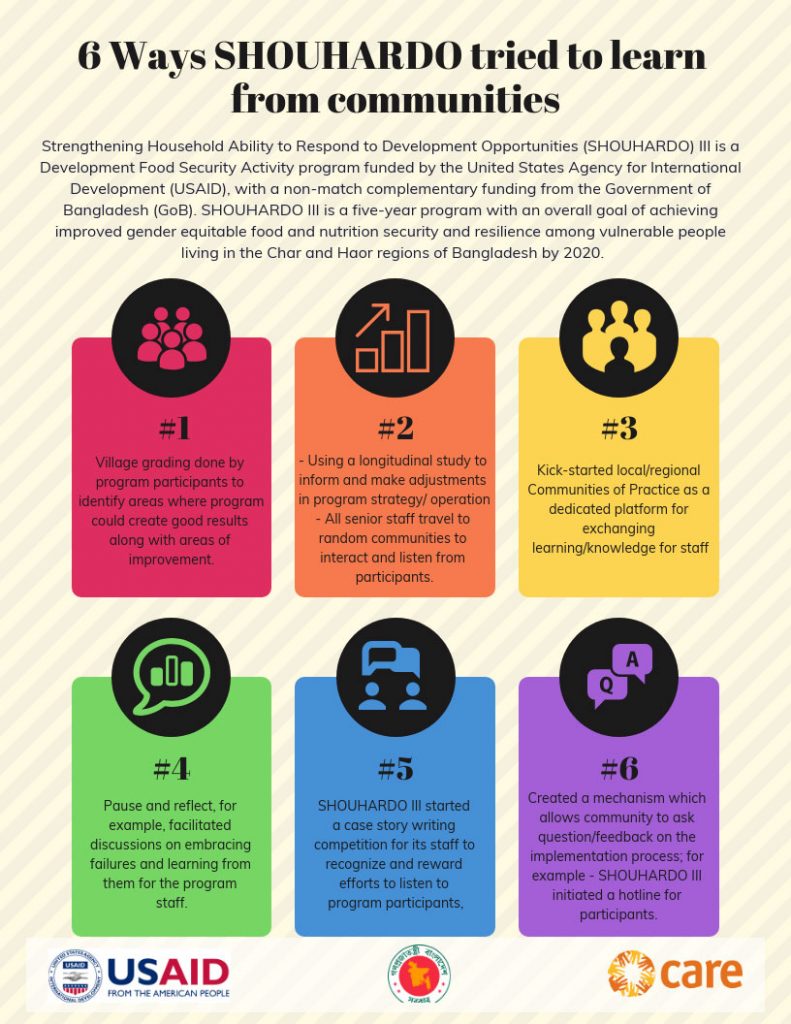 6 Ways SHOUHARDO tried to learn
from communities
Strengthening Household Ability to Respond to Development Opportunities (SHOUHARDO) III is a
Development Food Security Activity program funded by the United States Agency for International
Development (USAID), with a non-match complementary funding from the Government of
Bangladesh (GoB). SHOUHARDO III is a five-year program with an overall goal of achieving
improved gender equitable food and nutrition security and resilience among vulnerable people
living in the Char and Haor regions of Bangladesh by 2020.
#1
Village grading done by
program participants to
identify areas where program
could create good results
along with areas of
improvement.
#2
- Using a longitudinal study to
inform and make adjustments
in program strategy/ operation
- All senior staff travel to
random communities to
interact and listen from
participants.
#3
Kick-started local/regional
Communities of Practice as a
dedicated platform for
exchanging
learning/knowledge for staff
#4
Pause and reflect, for
example, facilitated
discussions on embracing
failures and learning from
them for the program
staff.
#5
SHOUHARDO III started
a case story writing
competition for its staff to
recognize and reward
efforts to listen to
program participants,
Q
A
#6
Created a mechanism which
allows community to ask
question/feedback on the
implementation process; for
example - SHOUHARDO III
initiated a hotline for
participants.
UNITED STATES AGENCY
USAID
INTERNATIONAL DEVELOPMENT
USAID
FROM THE AMERICAN PEOPLE
গণপ্রজাতন্ত্রী বাংলাদেশ
সরকার
care